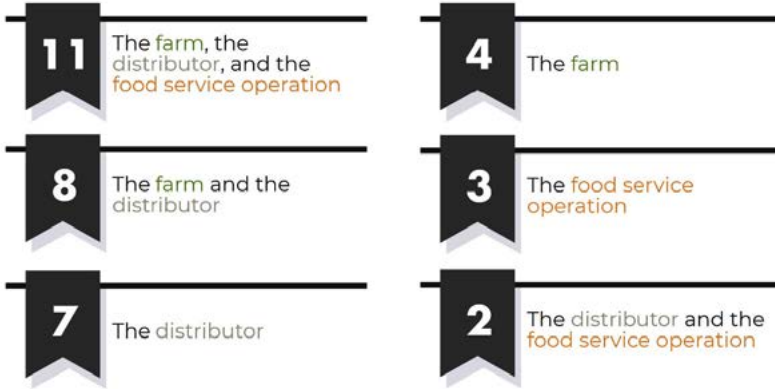 11
The farm, the
distributor, and the
food service operation
8
The farm and the
distributor
7
The distributor
4
The farm
3
The food service
operation
2
The distributor and the
food service operation